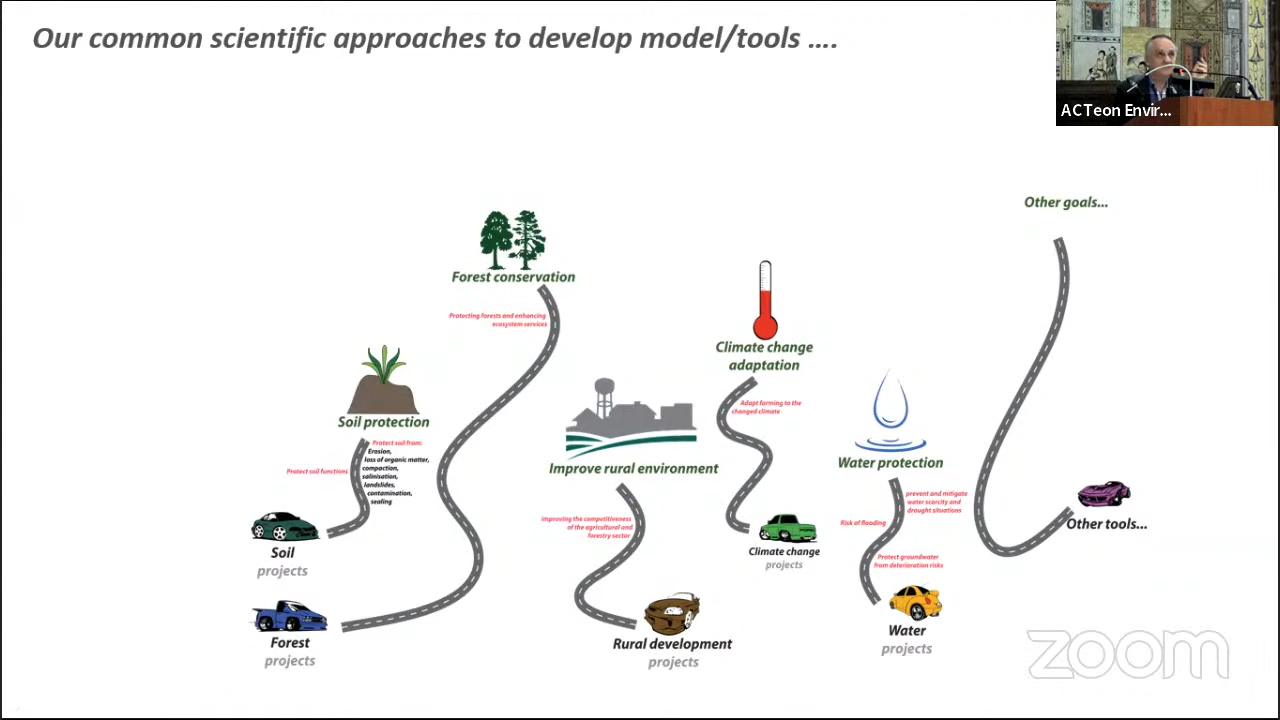 Our common scientific approaches to develop model/tools ....
ACTeon Envir...
Other goals...
Forest conservation
Protecting forests and enhancing
ecosystem services
Climate change
adaptation
Adapt farming to the
changed climate
Soil protection
Protect soil from:
Erosion,
loss of organic matter,
compaction,
salinisation,
landslides,
contamination,
sealing
Protect soil functions
Improve rural environment
improving the competitiveness
of the agricultural and
forestry sector
Water protection
prevent and mitigate
water scarcity and
drought situations
Risk of flooding
Protect groundwater
from deterioration risks
Other tools...
Soil
projects
Climate change
projects
Forest
projects
Rural development
projects
Water
projects
zoom